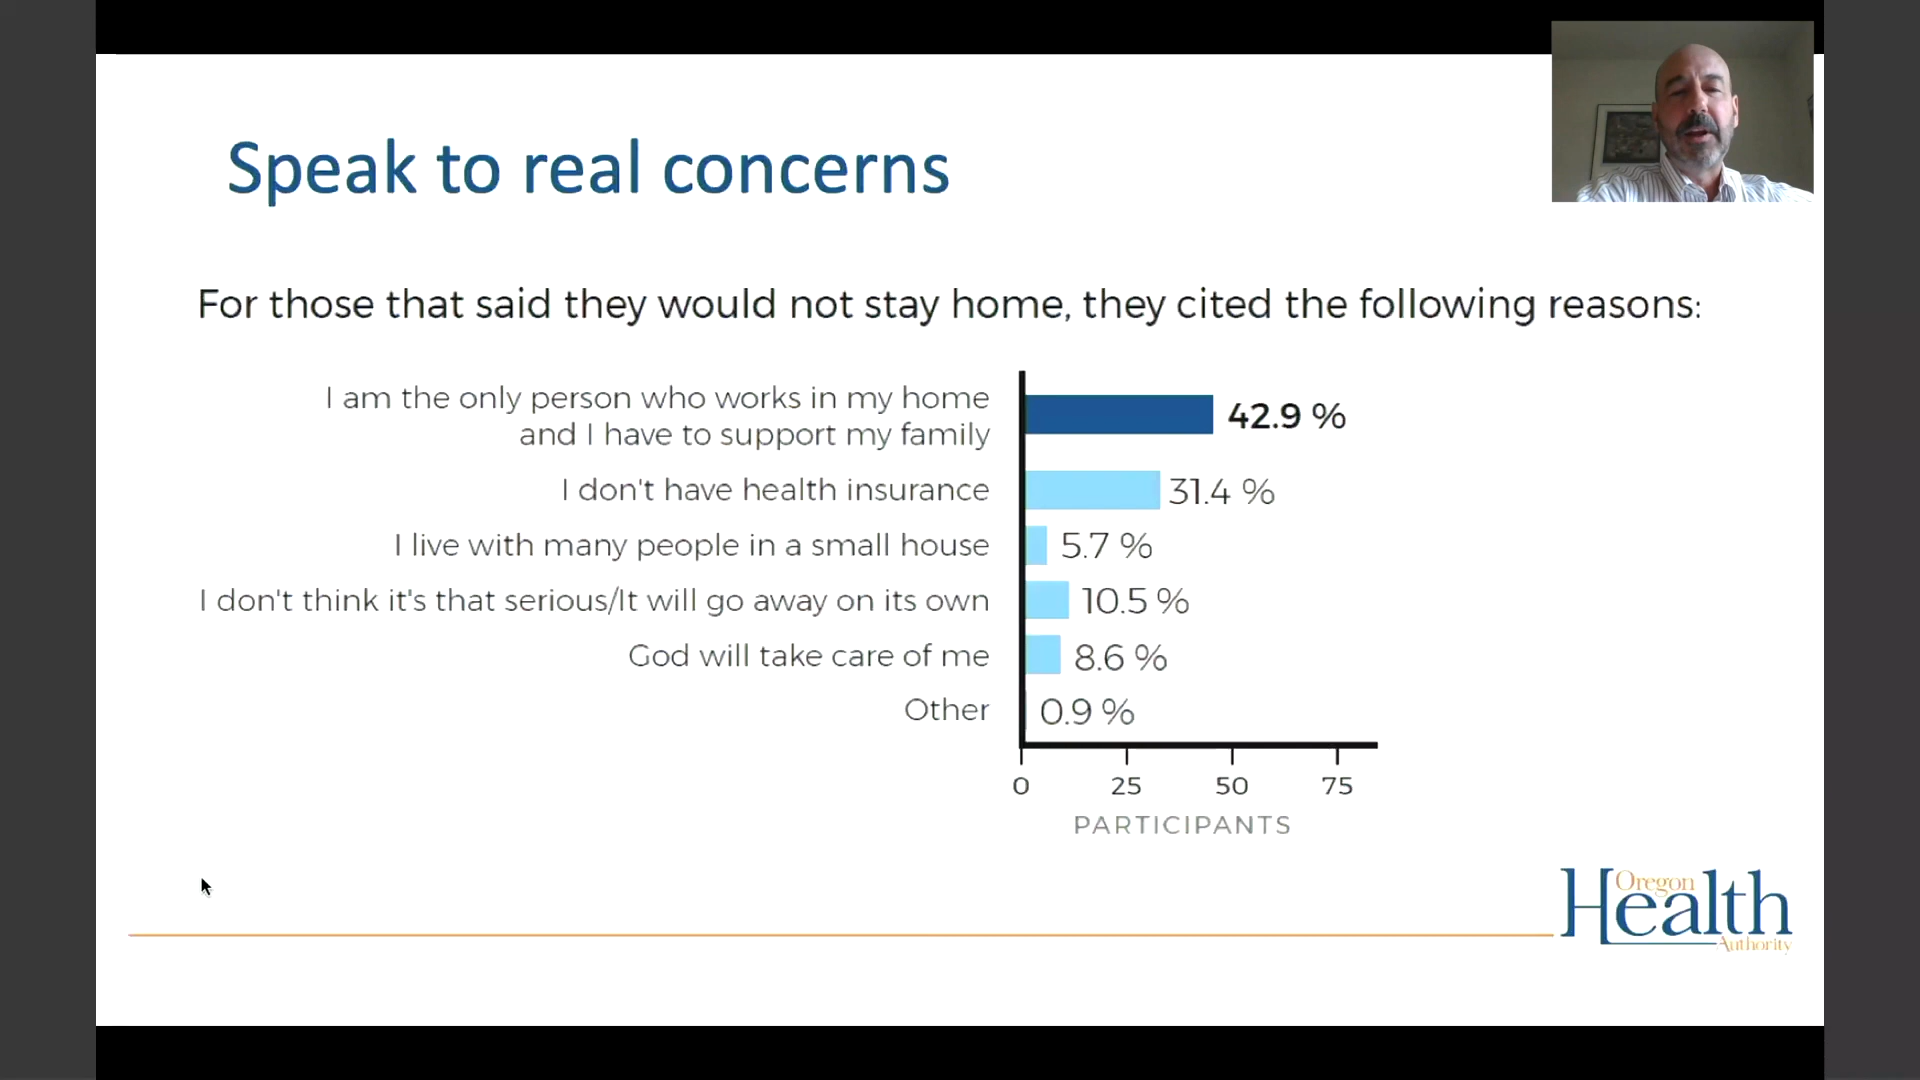 Speak to real concerns
For those that said they would not stay home, they cited the following reasons:
I am the only person who works in my home
and I have to support my family
42.9 %
I don't have health insurance
31.4 %
I live with many people in a small house
5.7 %
I don't think it's that serious/It will go away on its own
10.5 %
God will take care of me
8.6 %
Other
0.9 %
0 25 50 75
PARTICIPANTS
Oregon
Health
Authority